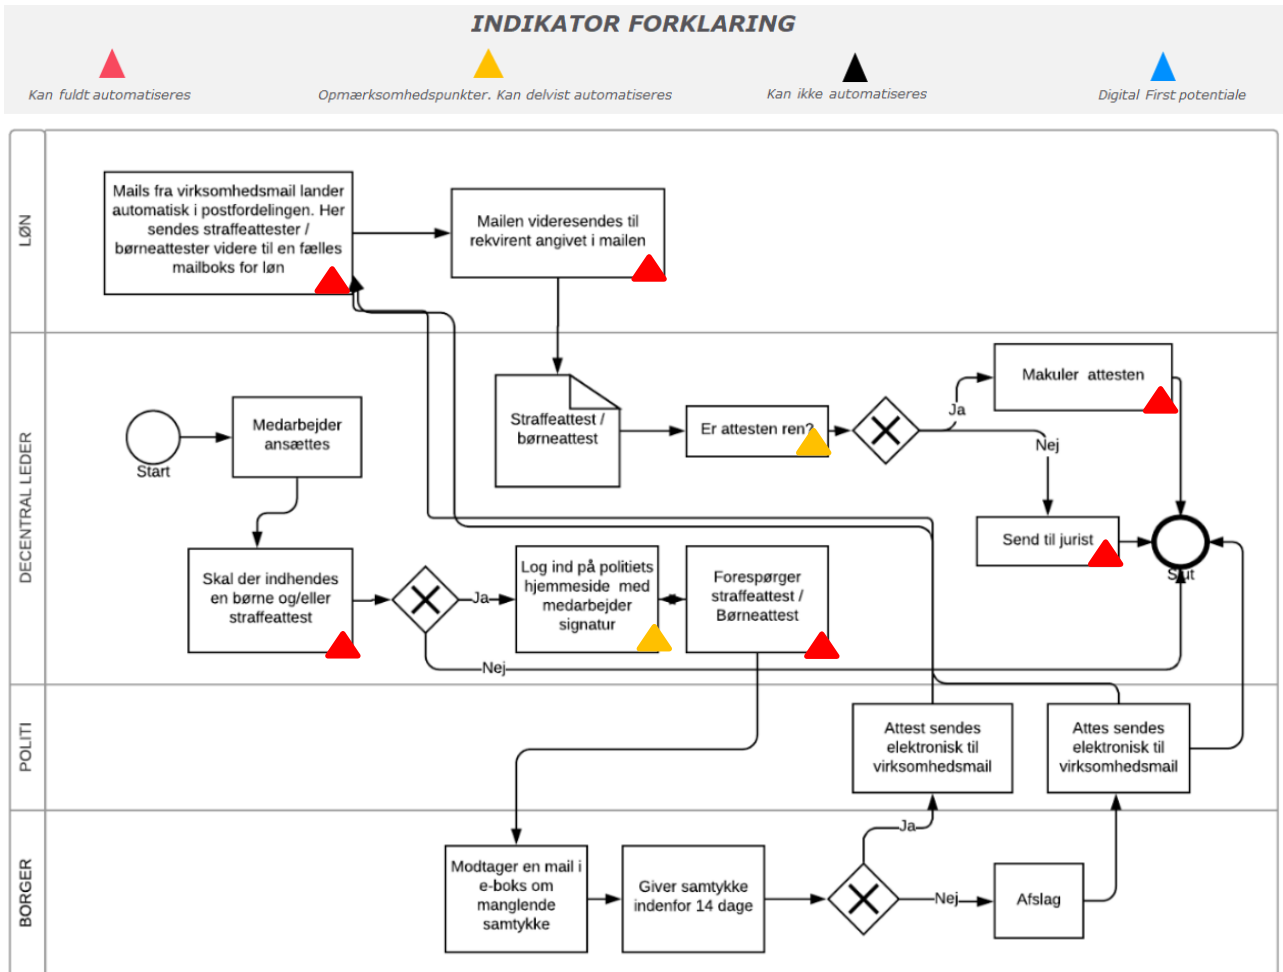 INDIKATOR FORKLARING
Kan fuldt automatiseres
Opmærksomhedspunkter. Kan delvist automatiseres
Kan ikke automatiseres
Digital First potentiale
LØN
Mails fra virksomhedsmail lander
automatisk i postfordelingen. Her
sendes straffeattester /
børneattester videre til en fælles
mailboks for løn
Mailen videresendes til
rekvirent angivet i mailen
DECENTRAL LEDER
Start
Medarbejder
ansættes
Straffeattest /
børneattest
Er attesten ren?
Ja
Nej
Makuler attesten
Send til jurist
Slut
Skal der indhendes
en børne og/eller
straffeattest
Ja
Nej
Log ind på politiets
hjemmeside med
medarbejder
signatur
Forespørger
straffeattest /
Børneattest
POLITI
Attest sendes
elektronisk til
virksomhedsmail
Attes sendes
elektronisk til
virksomhedsmail
BORGER
Modtager en mail i
e-boks om
manglende
samtykke
Giver samtykke
indenfor 14 dage
Ja
Nej
Afslag